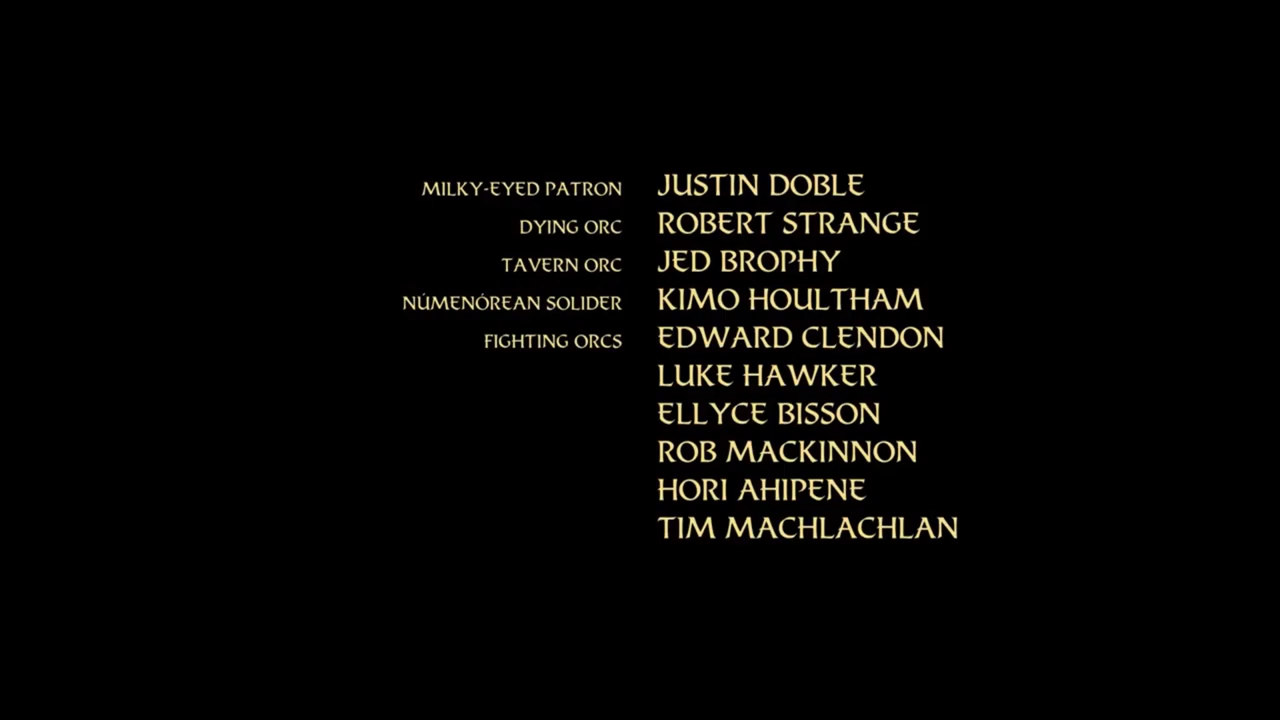 MILKY-EYED PATRON JUSTIN DOBLE
DYING ORC ROBERT STRANGE
TAVERN ORC JED BROPHY
NÚMENÓREAN SOLIDER KIMO HOULTHAM
FIGHTING ORCS EDWARD CLENDON
LUKE HAWKER
ELLYCE BISSON
ROB MACKINNON
HORI AHIPENE
TIM MACHLACHLAN